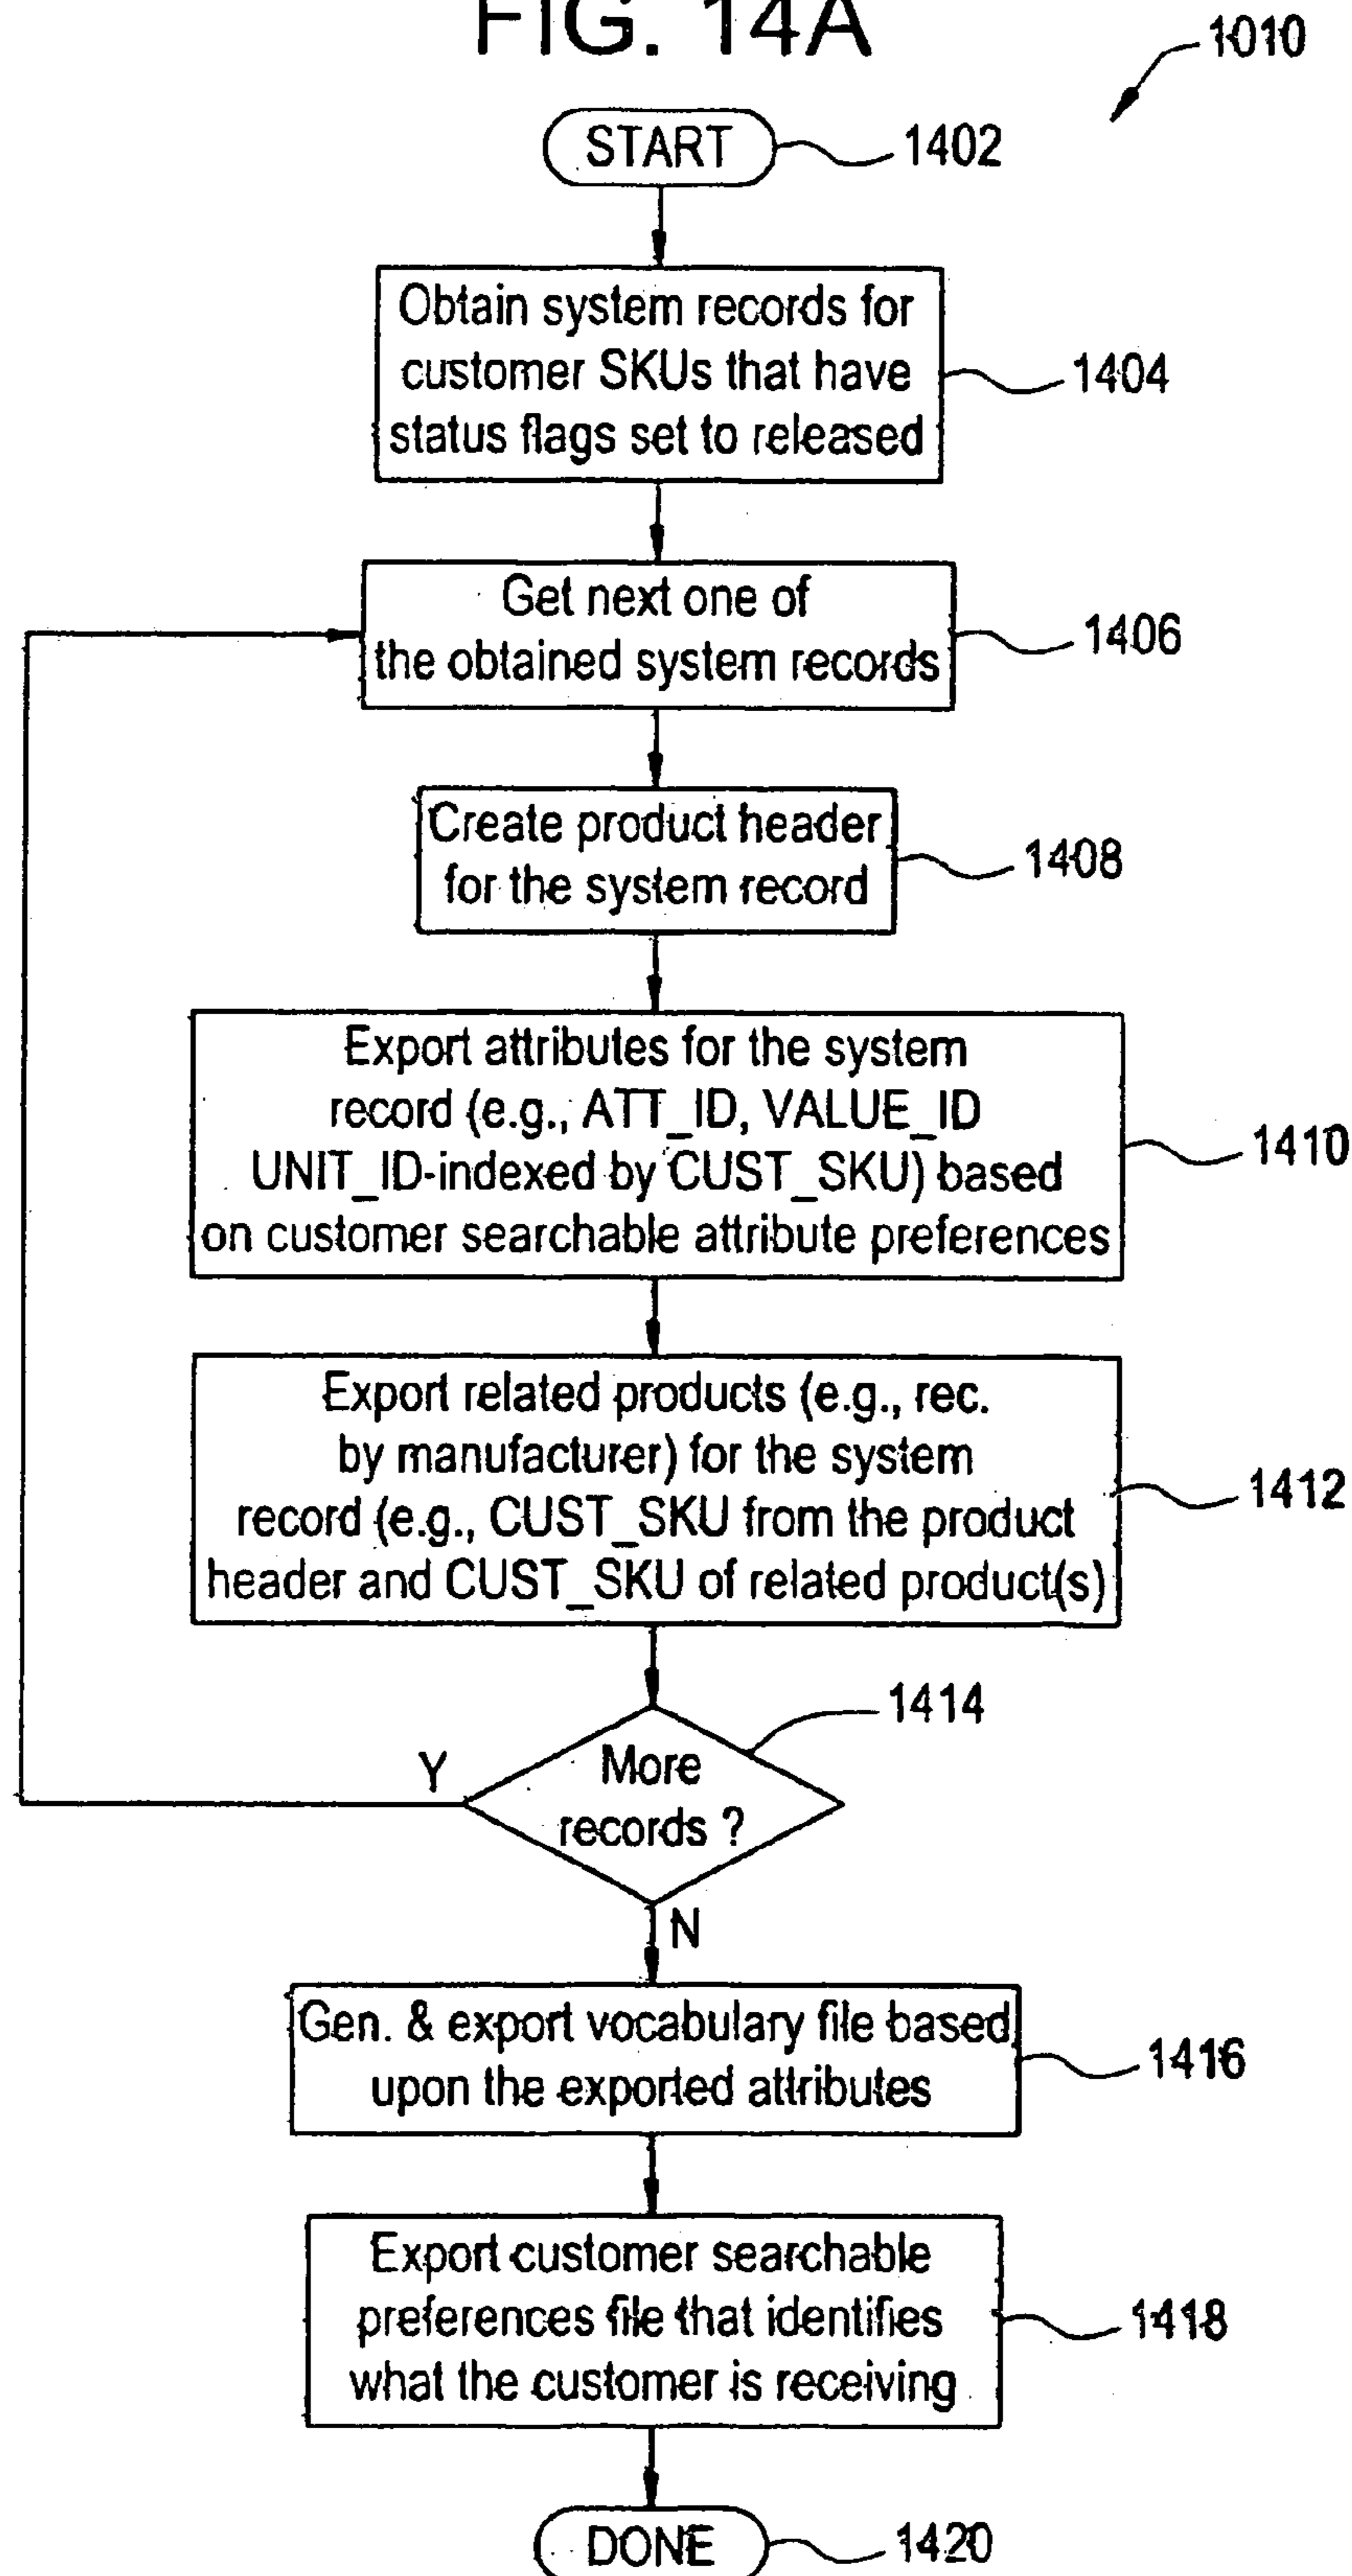 FIG. 14A
1010
START
1402
Obtain system records for
customer SKUs that have
status flags set to released
1404
Get next one of
the obtained system records
1406
Create product header
for the system record
1408
Export attributes for the system
record (e.g., ATT_ID, VALUE_ID
UNIT_ID-indexed by CUST_SKU) based
on customer searchable attribute preferences
1410
Export related products (e.g., rec.
by manufacturer) for the system
record (e.g., CUST_SKU from the product
header and CUST_SKU of related product(s)
1412
1414
More
records ?
Y
N
Gen. & export vocabulary file based
upon the exported attributes
1416
Export customer searchable
preferences file that identifies
what the customer is receiving
1418
DONE
1420